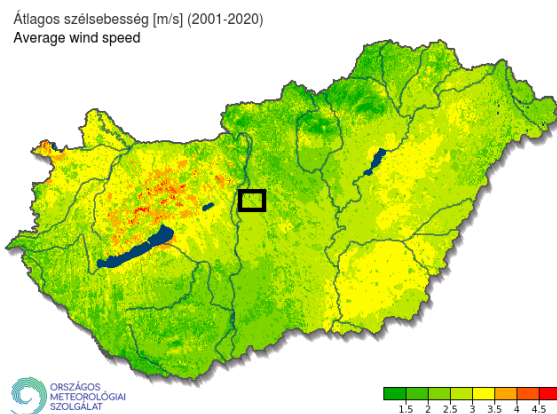 Átlagos szélsebesség [m/s] (2001-2020)
Average wind speed
ORSZÁGOS
METEOROLÓGIAI
SZOLGÁLAT
1.5 2 2.5 3 3.5 4 4.5